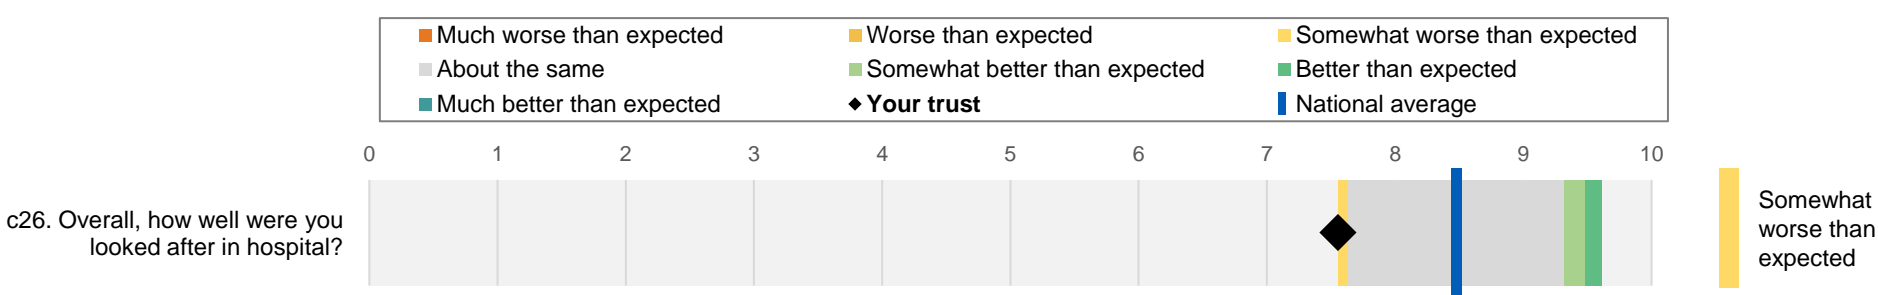 Much worse than expected
Worse than expected
Somewhat worse than expected
About the same
Somewhat better than expected
Better than expected
Much better than expected
Your trust
National average
0 1 2 3 4 5 6 7 8 9 10
c26. Overall, how well were you
looked after in hospital?
Somewhat
worse than
expected